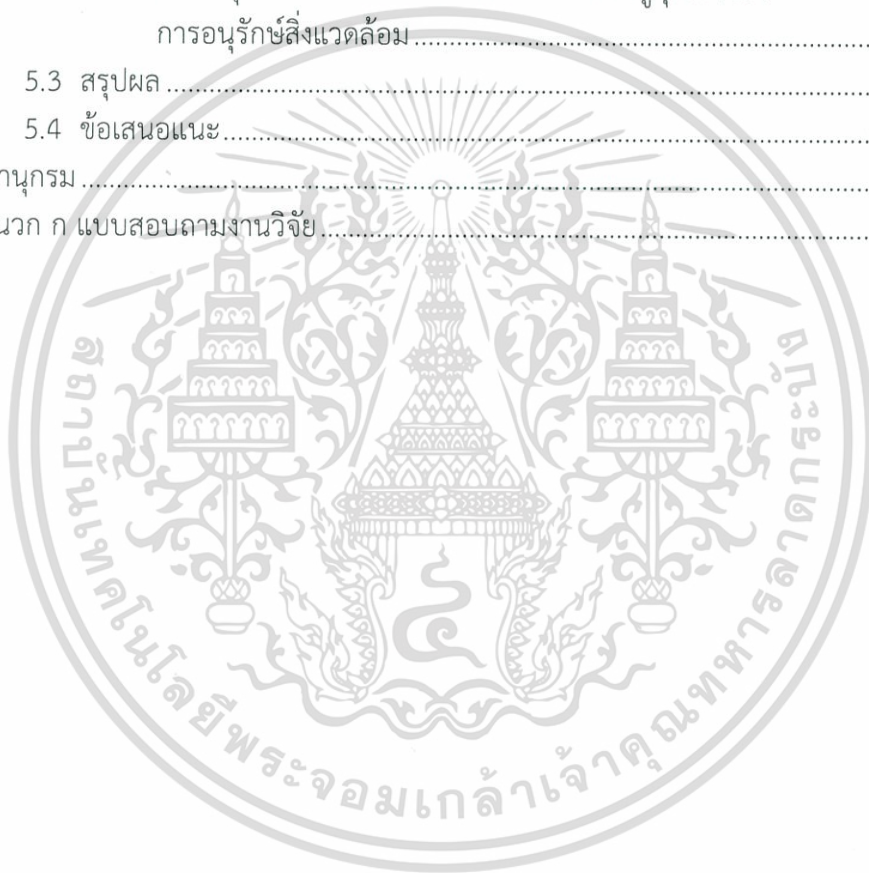 การอนุรักษ์สิ่งแวดล้อม
5.3 สรุปผล
5.4 ข้อเสนอแนะ
านุกรม
นวก ก แบบสอบถามงานวิจัย
สถาบันเทคโนโลยีพระจอมเกล้าเจ้าคุณทหารลาดกระบัง
๔